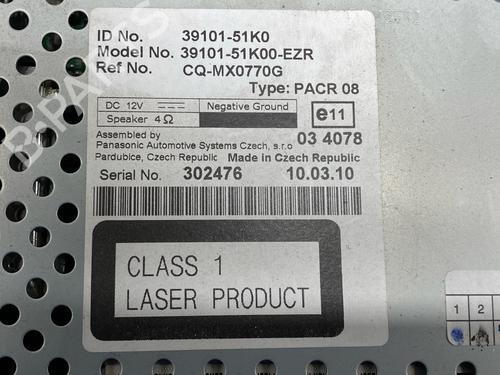 ID No. 39101-51K0
Model No. 39101-51K00-EZR
Ref No. CQ-MX0770G
Type: PACR 08
DC 12V Negative Ground
Speaker 4Ω
e11
Assembled by 03 4078
Panasonic Automotive Systems Czech, s.r.o
Pardubice, Czech Republic Made in Czech Republic
Serial No. 302476 10.03.10
CLASS 1
LASER PRODUCT
1 2